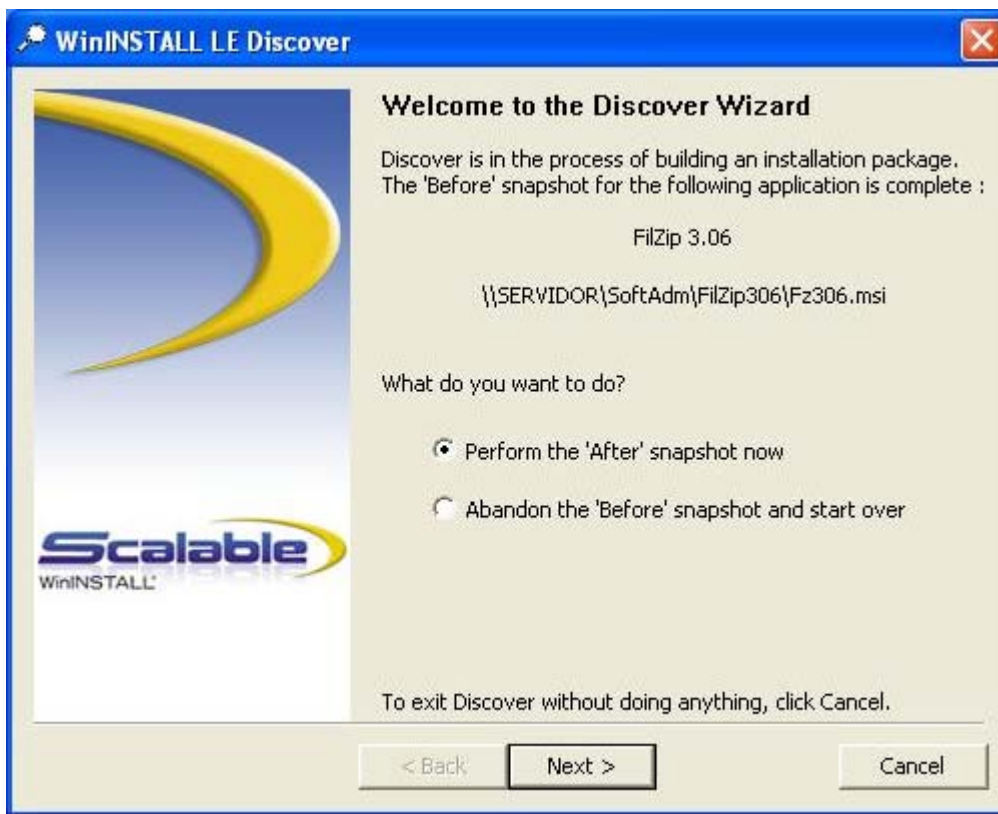 WinINSTALL LE Discover
Welcome to the Discover Wizard
Discover is in the process of building an installation package.
The 'Before' snapshot for the following application is complete :
FilZip 3.06
\\SERVIDOR\SoftAdm\FilZip306\Fz306.msi
What do you want to do?
Perform the 'After' snapshot now
Abandon the 'Before' snapshot and start over
Scalable
WinINSTALL
To exit Discover without doing anything, click Cancel.
< Back
Next >
Cancel